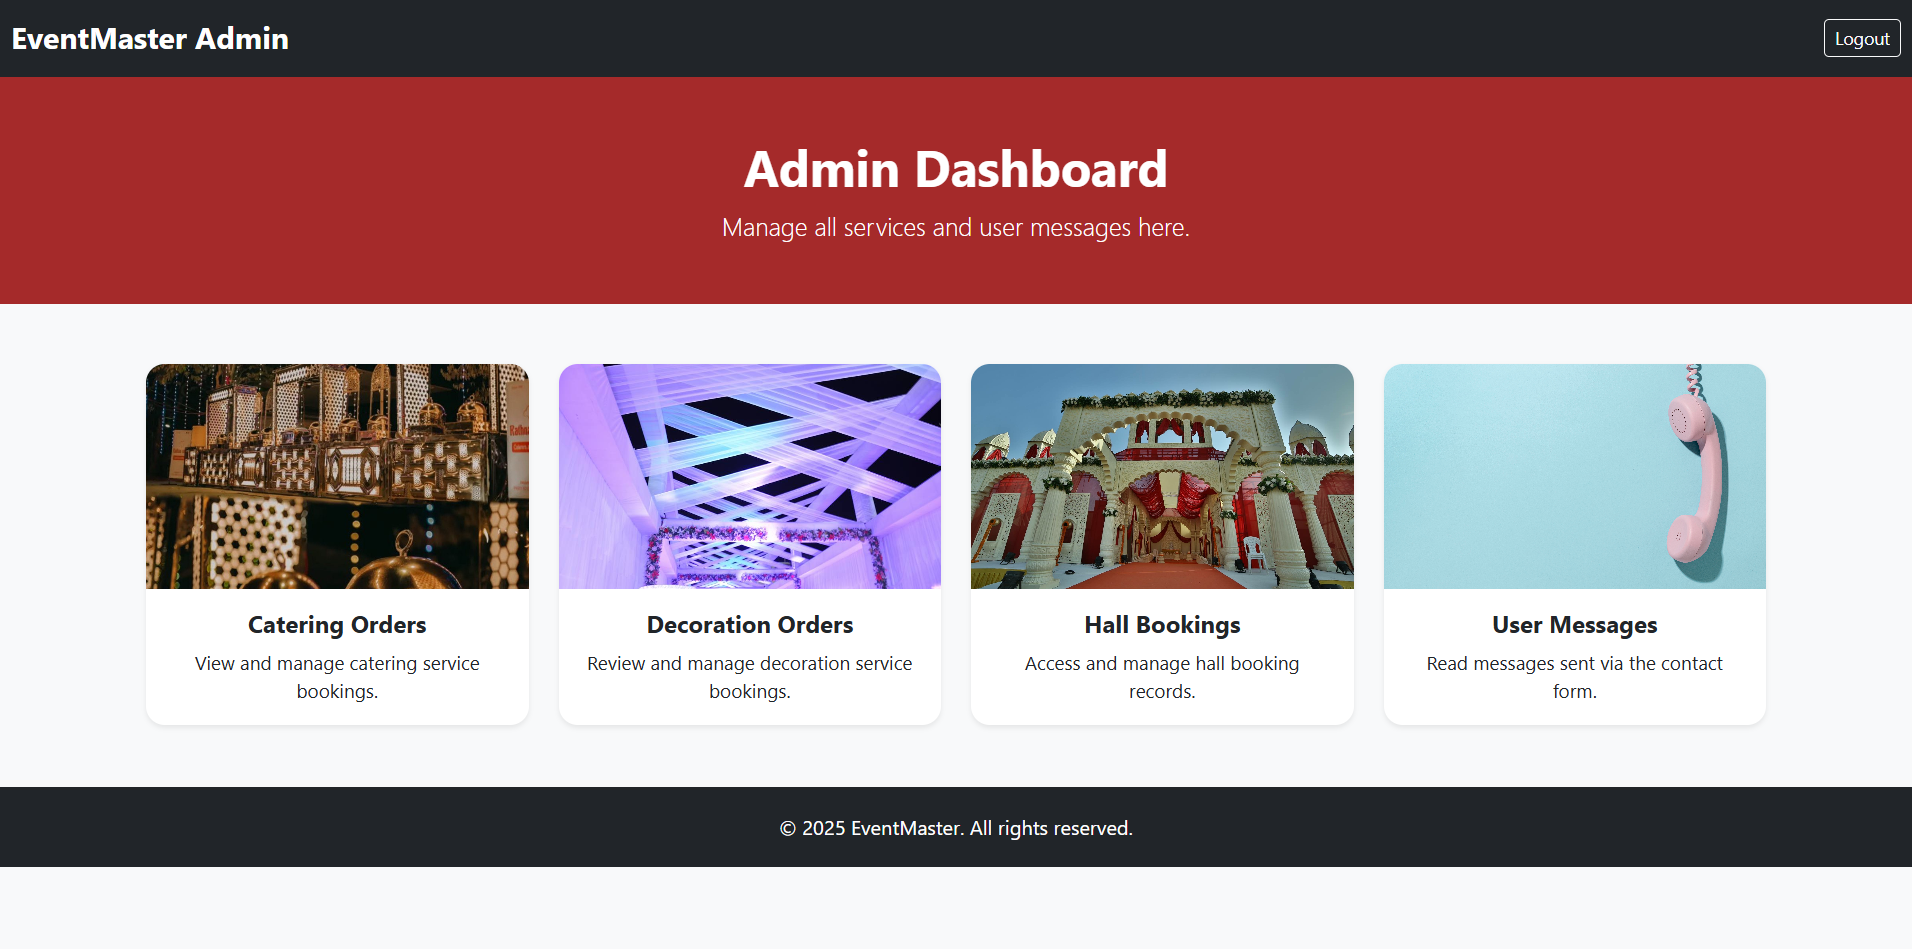 EventMaster Admin
Logout
Admin Dashboard
Manage all services and user messages here.
Catering Orders
View and manage catering service
bookings.
Decoration Orders
Review and manage decoration service
bookings.
Hall Bookings
Access and manage hall booking
records.
User Messages
Read messages sent via the contact
form.
© 2025 EventMaster. All rights reserved.